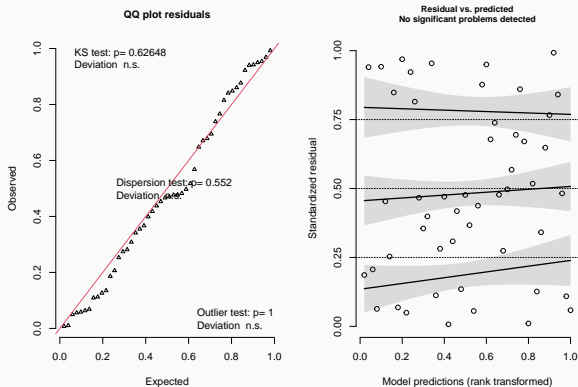 QQ plot residuals
KS test: p= 0.62648
Deviation n.s.
Dispersion test: p= 0.552
Deviation n.s.
Outlier test: p= 1
Deviation n.s.
Observed
0.0
0.2
0.4
0.6
0.8
1.0
0.0
0.2
0.4
0.6
0.8
1.0
Expected
Residual vs. predicted
No significant problems detected
Standardized residual
0.00
0.25
0.50
0.75
1.00
0.0
0.2
0.4
0.6
0.8
1.0
Model predictions (rank transformed)